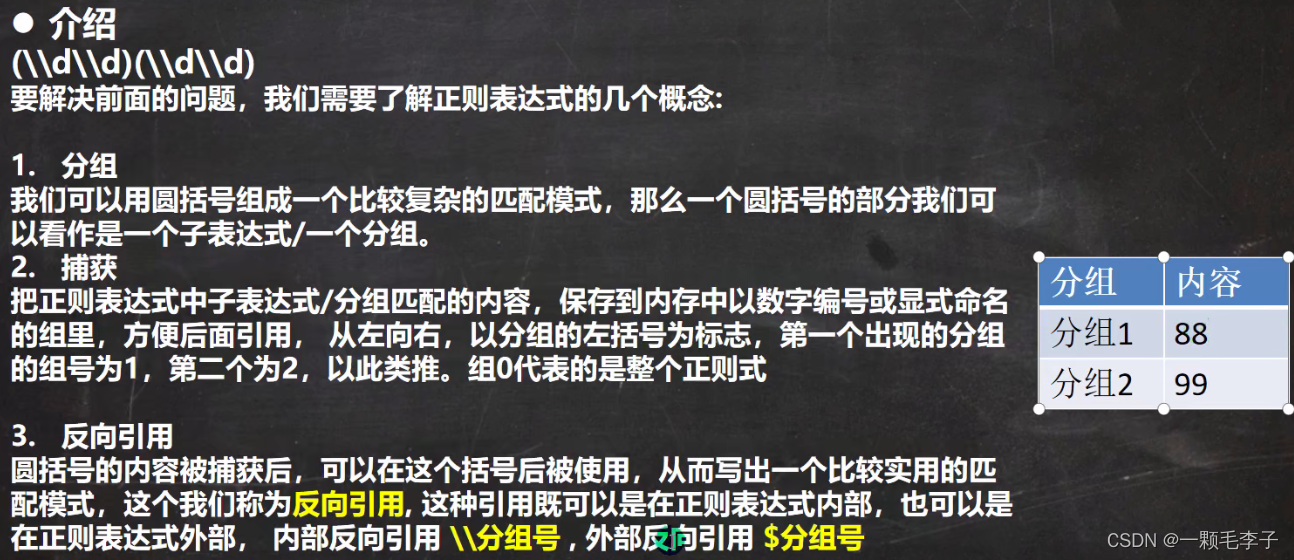 ● 介绍
(\\d\\d)(\\d\\d)
要解决前面的问题，我们需要了解正则表达式的几个概念:
1. 分组
我们可以用圆括号组成一个比较复杂的匹配模式，那么一个圆括号的部分我们可
以看作是一个子表达式/一个分组。
2. 捕获
把正则表达式中子表达式/分组匹配的内容，保存到内存中以数字编号或显式命名
的组里，方便后面引用， 从左向右，以分组的左括号为标志，第一个出现的分组
的组号为1，第二个为2，以此类推。组0代表的是整个正则式
3. 反向引用
圆括号的内容被捕获后，可以在这个括号后被使用，从而写出一个比较实用的匹
配模式，这个我们称为反向引用, 这种引用既可以是在正则表达式内部，也可以是
在正则表达式外部， 内部反向引用 \\分组号 , 外部反向引用 $分组号
分组 内容
分组1 88
分组2 99
CSDN @一颗毛李子